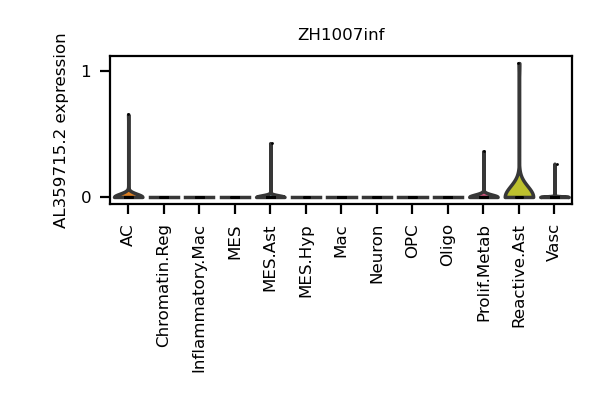 ZH1007inf
AL359715.2 expression
1
0
AC
Chromatin.Reg
Inflammatory.Mac
MES
MES.Ast
MES.Hyp
Mac
Neuron
OPC
Oligo
Prolif.Metab
Reactive.Ast
Vasc